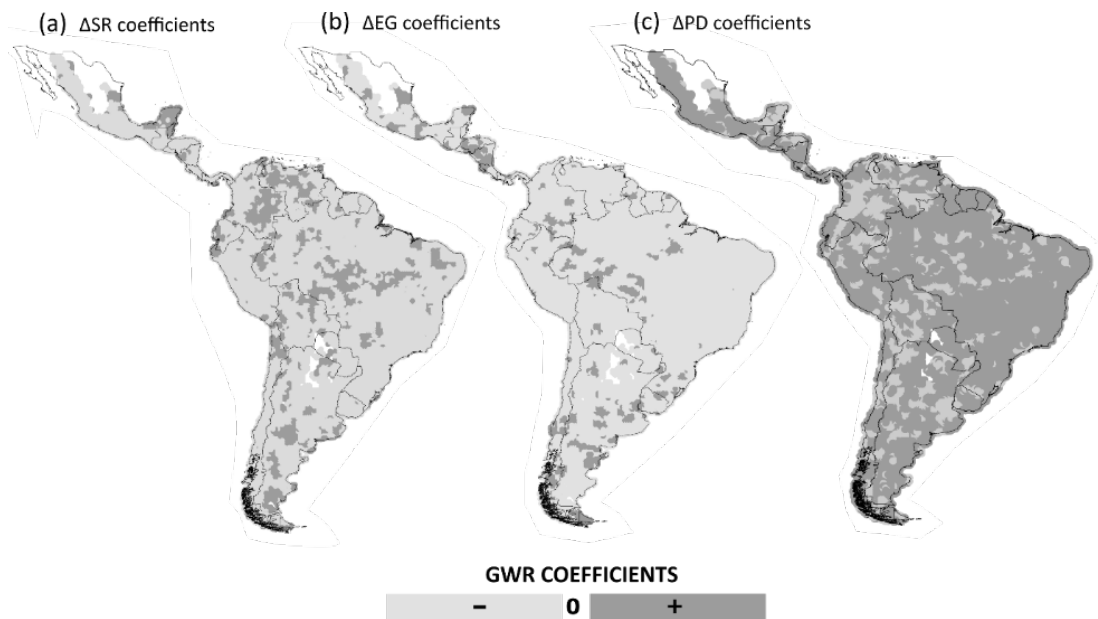 (a) ΔSR coefficients
(b) ΔEG coefficients
(c) ΔPD coefficients
GWR COEFFICIENTS
− 0 +